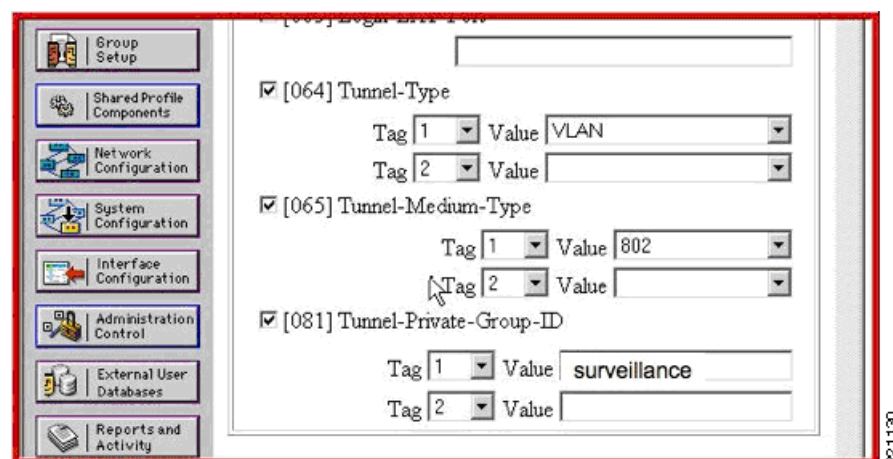 Group
Setup
Shared Profile
Components
Network
Configuration
System
Configuration
Interface
Configuration
Administration
Control
External User
Databases
Reports and
Activity
[064] Tunnel-Type
Tag 1 Value VLAN
Tag 2 Value
[065] Tunnel-Medium-Type
Tag 1 Value 802
Tag 2 Value
[081] Tunnel-Private-Group-ID
Tag 1 Value surveillance
Tag 2 Value